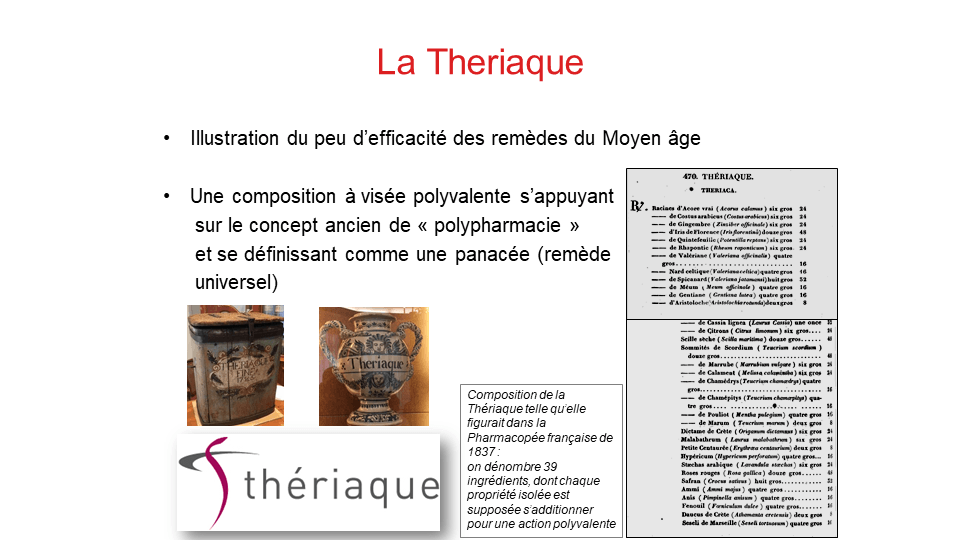 La Theriaque
• Illustration du peu d’efficacité des remèdes du Moyen âge
• Une composition à visée polyvalente s’appuyant
sur le concept ancien de « polypharmacie »
et se définissant comme une panacée (remède
universel)
THERIAQUE
Theriaque
thériaque
Composition de la
Thériaque telle qu'elle
figurait dans la
Pharmacopée française de
1837 :
on dénombre 39
ingrédients, dont chaque
propriété isolée est
supposée s'additionner
pour une action polyvalente
470. THÉRIAQUE.
THERIACA.
Racines d'Acore vrai (Acorus calamus) six gros 24
—— de Costus arabicus (Costus arabicus) six gros 24
—— de Gingembre (Zinziber officinale) six gros 24
—— d'Iris de Florence (Iris florentina) douze gros 48
—— de Quintefeuille (Potentilla reptans) six gros 24
—— de Rhapontic (Rheum raponticum) six gros 24
—— de Valériane (Valeriana officinalis) quatre
gros 16
—— Nard celtique (Valeriana celtica) quatre gros 16
—— de Spicanard (Valeriana jatamansi) huit gros 32
—— de Méum (Meum officinale) quatre gros 16
—— de Gentiane (Gentiana lutea) quatre gros 16
—— d'Aristoloche (Aristolochia rotunda) deux gros 8
—— de Cassia lignea (Laurus Cassia) une once
—— de Citrons (Citrus limonum) six gros
Scille sèche (Scilla maritima) douze gros 48
Sommités de Scordium (Teucrium scordium)
douze gros 48
—— de Marrube (Marrubium vulgare) six gros 24
—— de Calament (Melissa calamintha) six gros 24
—— de Chamédrys (Teucrium chamædrys) quatre
gros 16
—— de Chamépitys (Teucrium chamæpitys) qua-
tre gros 16
—— de Pouliot (Mentha pulegium) quatre gros 16
—— de Marum (Teucrium marum) deux gros 8
Dictame de Crète (Origanum dictamnus) six gros 24
Malabathrum (Laurus malabathrum) six gros 24
Petite Centaurée (Erythræa centaurium) deux gros 8
Hypéricum (Hypericum perforatum) quatre gros 16
Stœchas arabique (Lavandula stœchas) six gros 24
Roses rouges (Rosa gallica) douze gros 48
Safran (Crocus sativus) huit gros 32
Ammi (Ammi majus) quatre gros 16
Anis (Pimpinella anisum) quatre gros 16
Fenouil (Fœniculum dulce) quatre gros 16
Daucus de Crète (Athamanta cretensis) deux gros 8
Seseli de Marseille (Seseli tortuosum) quatre gros 16